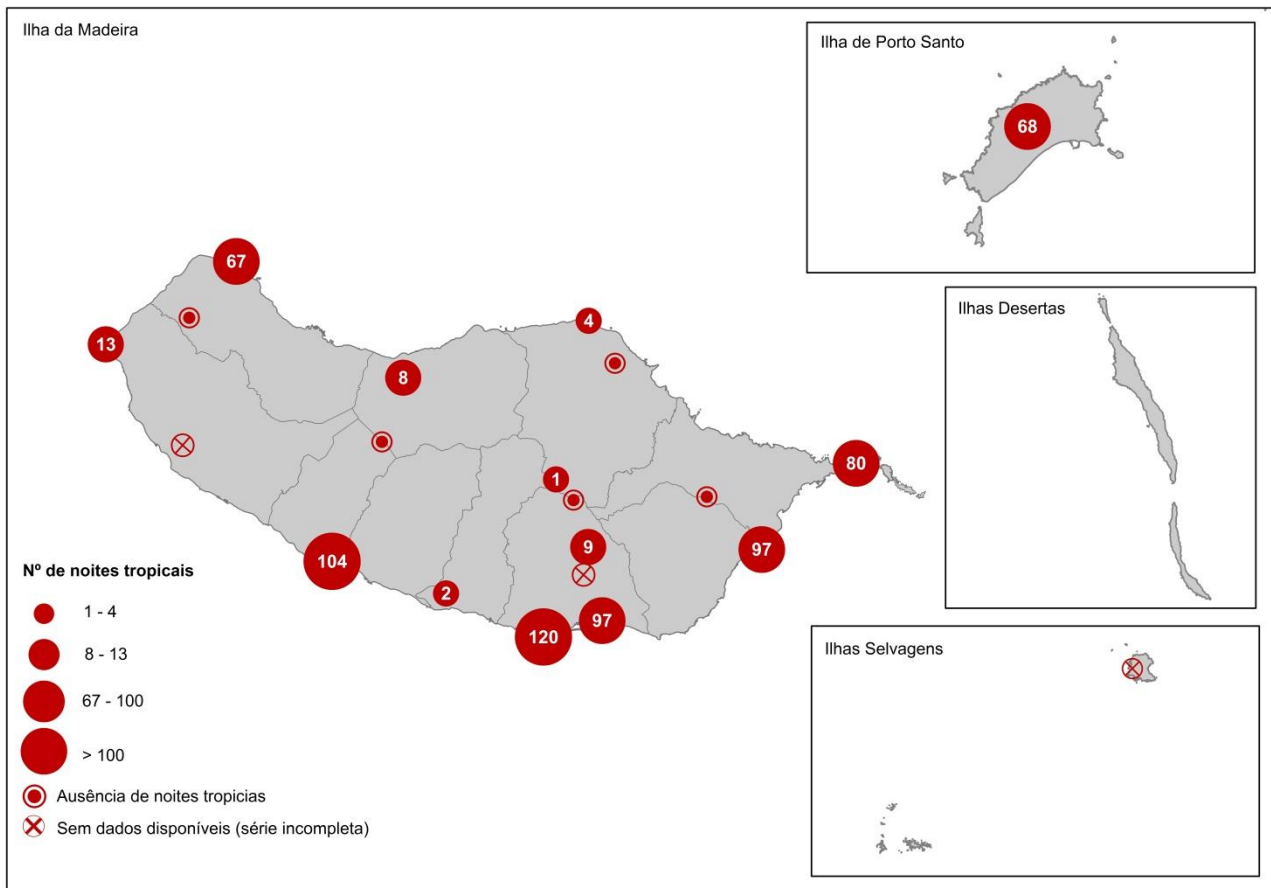 Ilha da Madeira
Ilha de Porto Santo
68
67
4
13
8
Ilhas Desertas
80
1
9
97
104
2
97
120
Nº de noites tropicais
1 - 4
8 - 13
67 - 100
> 100
Ausência de noites tropicias
Sem dados disponíveis (série incompleta)
Ilhas Selvagens